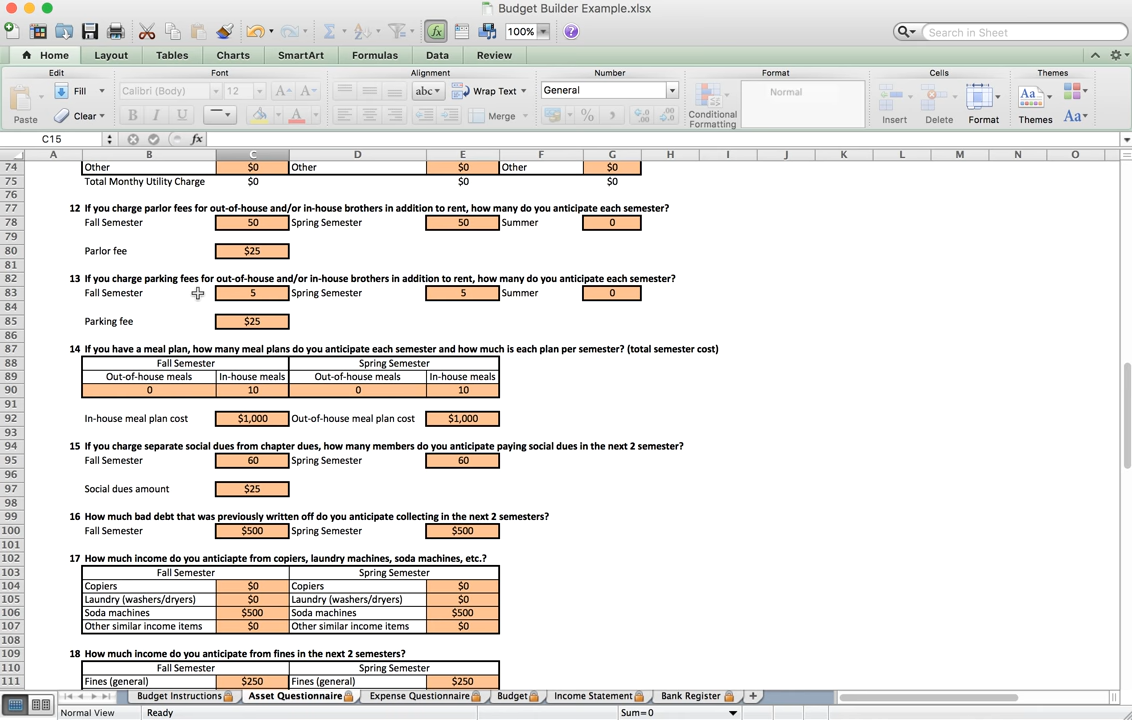 Budget Builder Example.xlsx
100% Search in Sheet
Home Layout Tables Charts SmartArt Formulas Data Review
Edit Font Alignment Number Format Cells Themes
Fill Calibri (Body) 12 A A abc Wrap Text General Normal Aa
Paste Clear B I U A Merge % Conditional Formatting Insert Delete Format Themes Aa
C15 fx
A B C D E F G H I J K L M N O
74 Other $0 Other $0 Other $0
75 Total Monthy Utility Charge $0 $0 $0
76
77 12 If you charge parlor fees for out-of-house and/or in-house brothers in addition to rent, how many do you anticipate each semester?
78 Fall Semester 50 Spring Semester 50 Summer 0
79
80 Parlor fee $25
81
82 13 If you charge parking fees for out-of-house and/or in-house brothers in addition to rent, how many do you anticipate each semester?
83 Fall Semester 5 Spring Semester 5 Summer 0
84
85 Parking fee $25
86
87 14 If you have a meal plan, how many meal plans do you anticipate each semester and how much is each plan per semester? (total semester cost)
88 Fall Semester Spring Semester
89 Out-of-house meals In-house meals Out-of-house meals In-house meals
90 0 10 0 10
91
92 In-house meal plan cost $1,000 Out-of-house meal plan cost $1,000
93
94 15 If you charge separate social dues from chapter dues, how many members do you anticipate paying social dues in the next 2 semester?
95 Fall Semester 60 Spring Semester 60
96
97 Social dues amount $25
98
99 16 How much bad debt that was previously written off do you anticipate collecting in the next 2 semesters?
100 Fall Semester $500 Spring Semester $500
101
102 17 How much income do you anticiapte from copiers, laundry machines, soda machines, etc.?
103 Fall Semester Spring Semester
104 Copiers $0 Copiers $0
105 Laundry (washers/dryers) $0 Laundry (washers/dryers) $0
106 Soda machines $500 Soda machines $500
107 Other similar income items $0 Other similar income items $0
108
109 18 How much income do you anticipate from fines in the next 2 semesters?
110 Fall Semester Spring Semester
111 Fines (general) $250 Fines (general) $250
Budget Instructions Asset Questionnaire Expense Questionnaire Budget Income Statement Bank Register +
Normal View Ready Sum=0